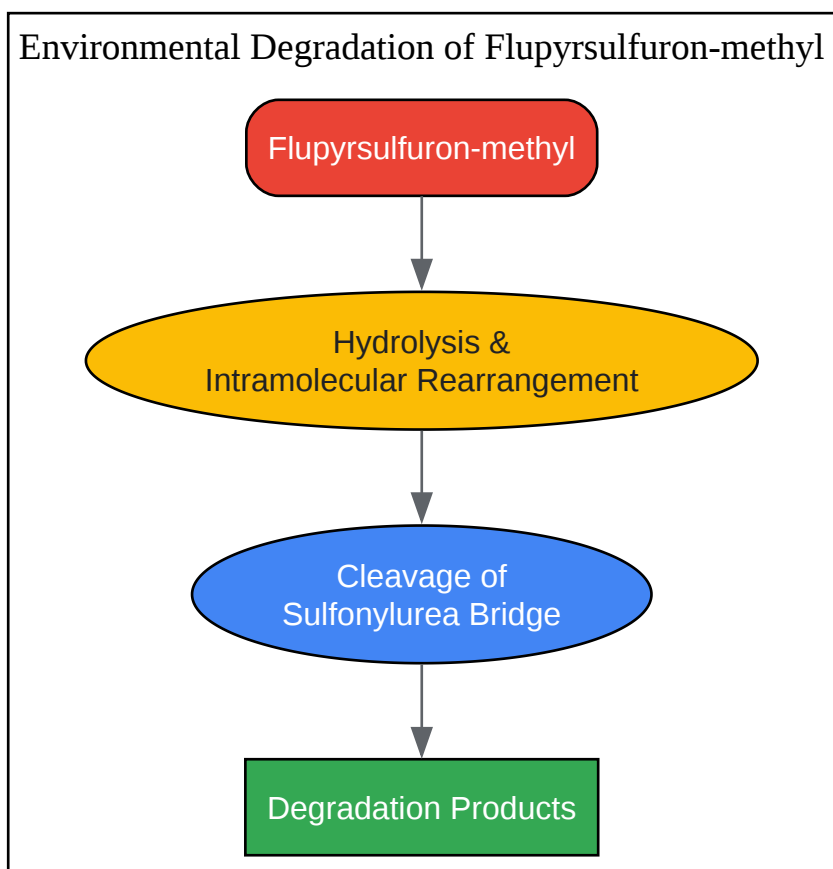 Environmental Degradation of Flupyrsulfuron-methyl
Flupyrsulfuron-methyl
Hydrolysis &
Intramolecular Rearrangement
Cleavage of
Sulfonylurea Bridge
Degradation Products